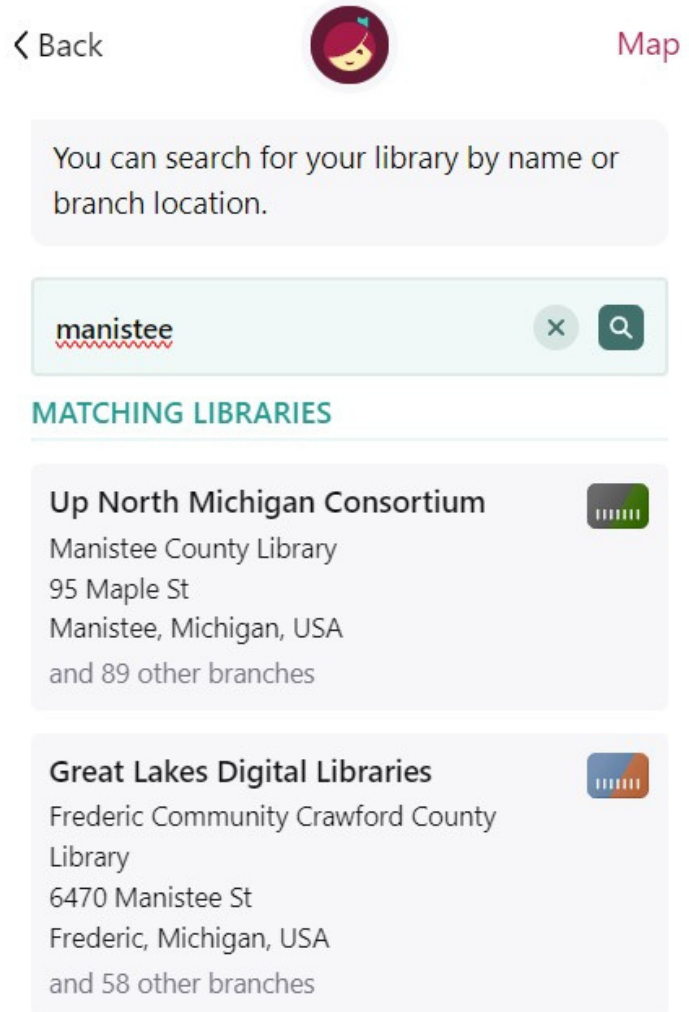 Back
Map
You can search for your library by name or
branch location.
manistee
MATCHING LIBRARIES
Up North Michigan Consortium
Manistee County Library
95 Maple St
Manistee, Michigan, USA
and 89 other branches
Great Lakes Digital Libraries
Frederic Community Crawford County
Library
6470 Manistee St
Frederic, Michigan, USA
and 58 other branches